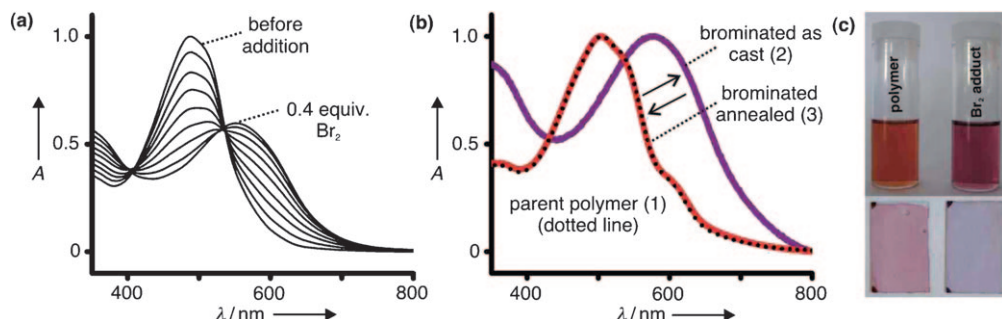 (a)
before
addition
0.4 equiv.
Br₂
1.0
0.5
0
A
400
600
800
λ / nm
(b)
brominated as
cast (2)
brominated
annealed (3)
parent polymer (1)
(dotted line)
1.0
0.5
0
A
400
600
800
λ / nm
(c)
polymer
Br₂ adduct